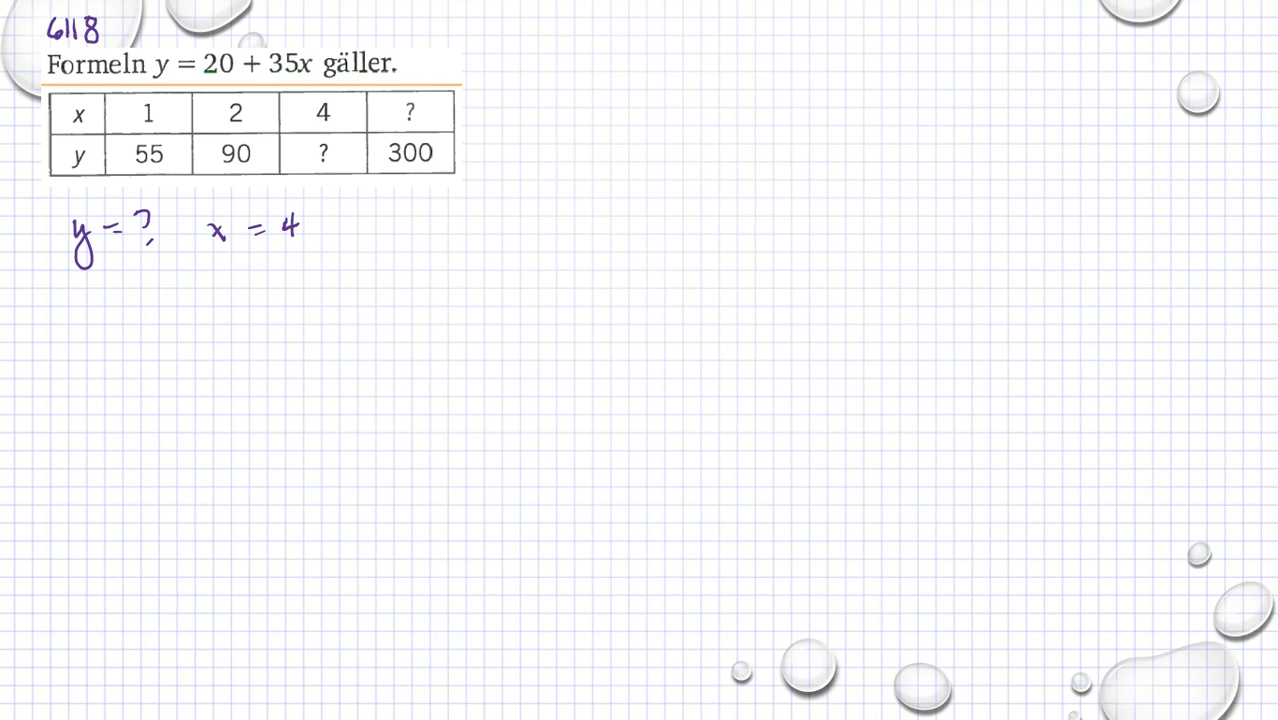 6118
Formeln y = 20 + 35x gäller.
x 1 2 4 ?
y 55 90 ? 300
y = ? x = 4